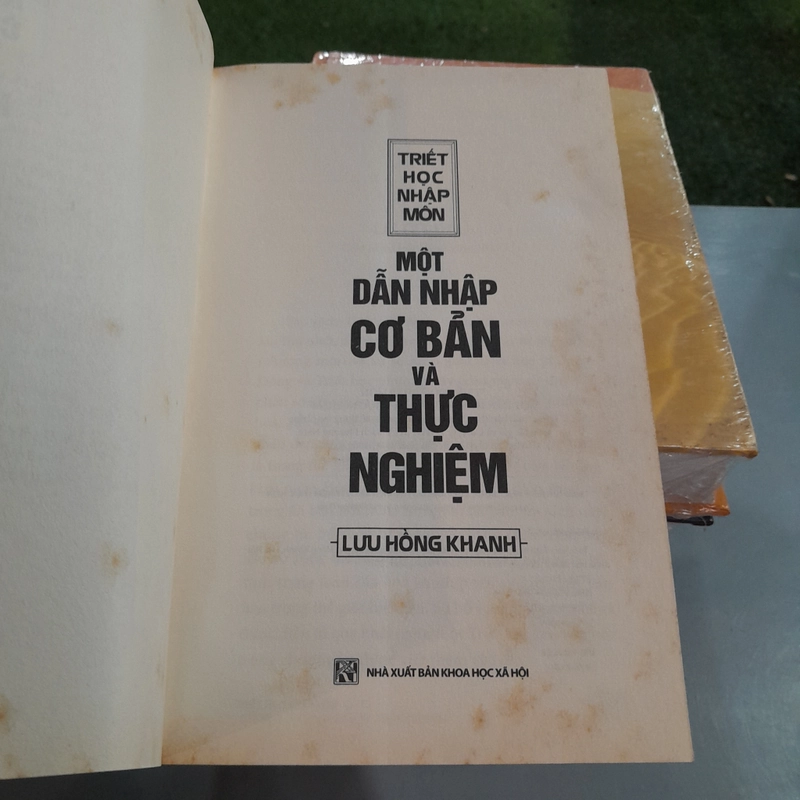 TRIẾT
HỌC
NHẬP
MÔN
MỘT
DẪN NHẬP
CƠ BẢN
VÀ
THỰC
NGHIỆM
LƯU HỒNG KHANH
NHÀ XUẤT BẢN KHOA HỌC XÃ HỘI